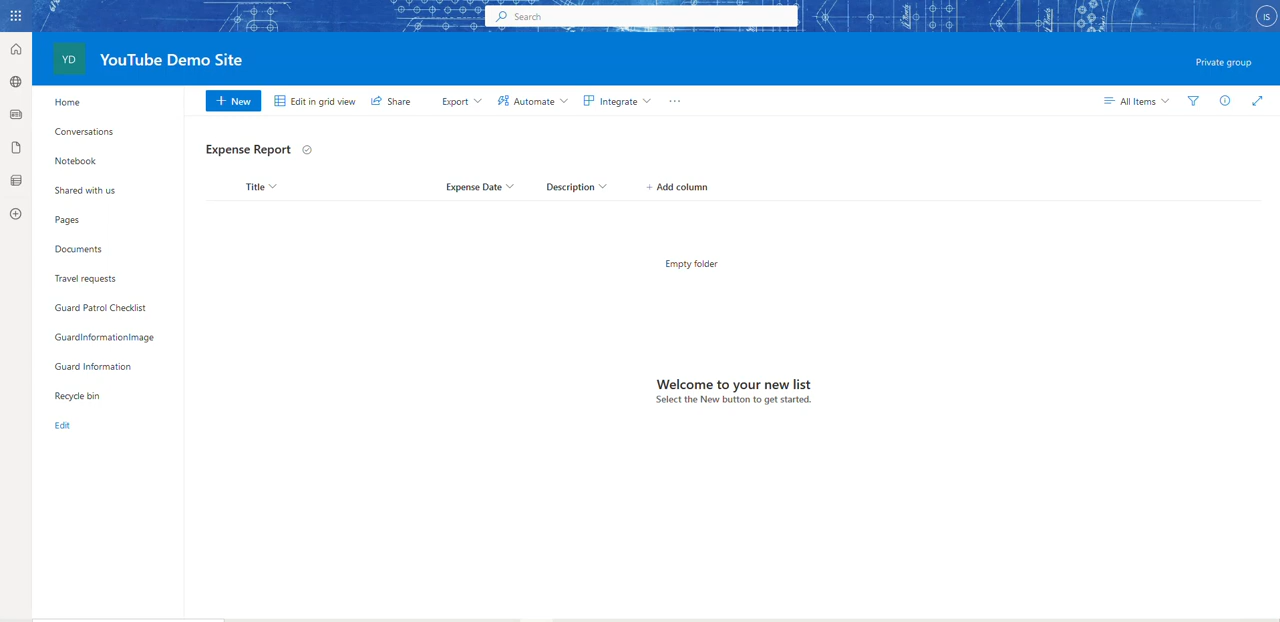 Search
IS
YD
YouTube Demo Site
Private group
Home
Conversations
Notebook
Shared with us
Pages
Documents
Travel requests
Guard Patrol Checklist
GuardInformationImage
Guard Information
Recycle bin
Edit
+ New
Edit in grid view
Share
Export
Automate
Integrate
...
All Items
Expense Report
Title
Expense Date
Description
+ Add column
Empty folder
Welcome to your new list
Select the New button to get started.